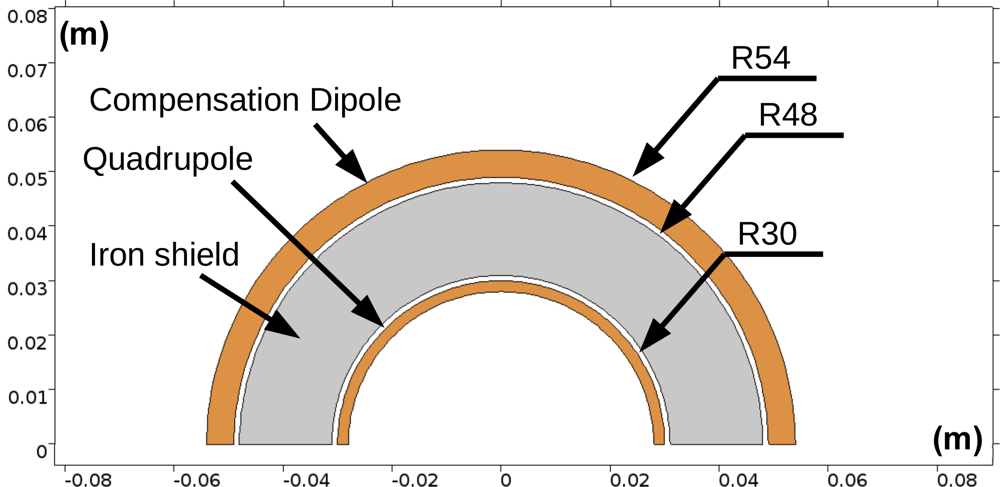 0.08
(m)
0.07
R54
Compensation Dipole
0.06
R48
Quadrupole
0.05
0.04
R30
Iron shield
0.03
0.02
0.01
(m)
0
-0.08 -0.06 -0.04 -0.02 0 0.02 0.04 0.06 0.08